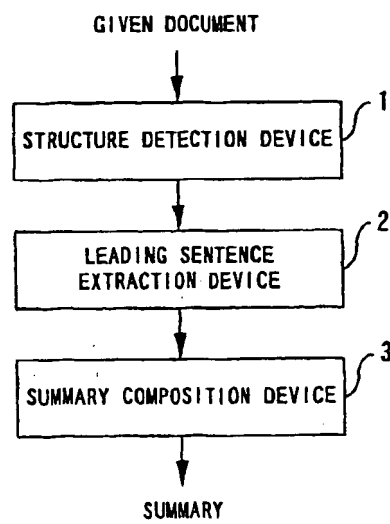 GIVEN DOCUMENT
1
STRUCTURE DETECTION DEVICE
2
LEADING SENTENCE
EXTRACTION DEVICE
3
SUMMARY COMPOSITION DEVICE
SUMMARY